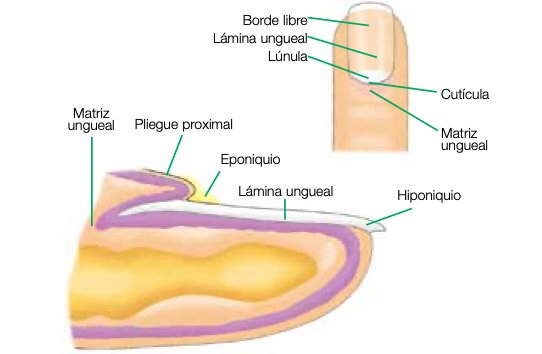 Borde libre
Lámina ungueal
Lúnula
Cutícula
Matriz
ungueal
Matriz
ungueal
Pliegue proximal
Eponiquio
Lámina ungueal
Hiponiquio